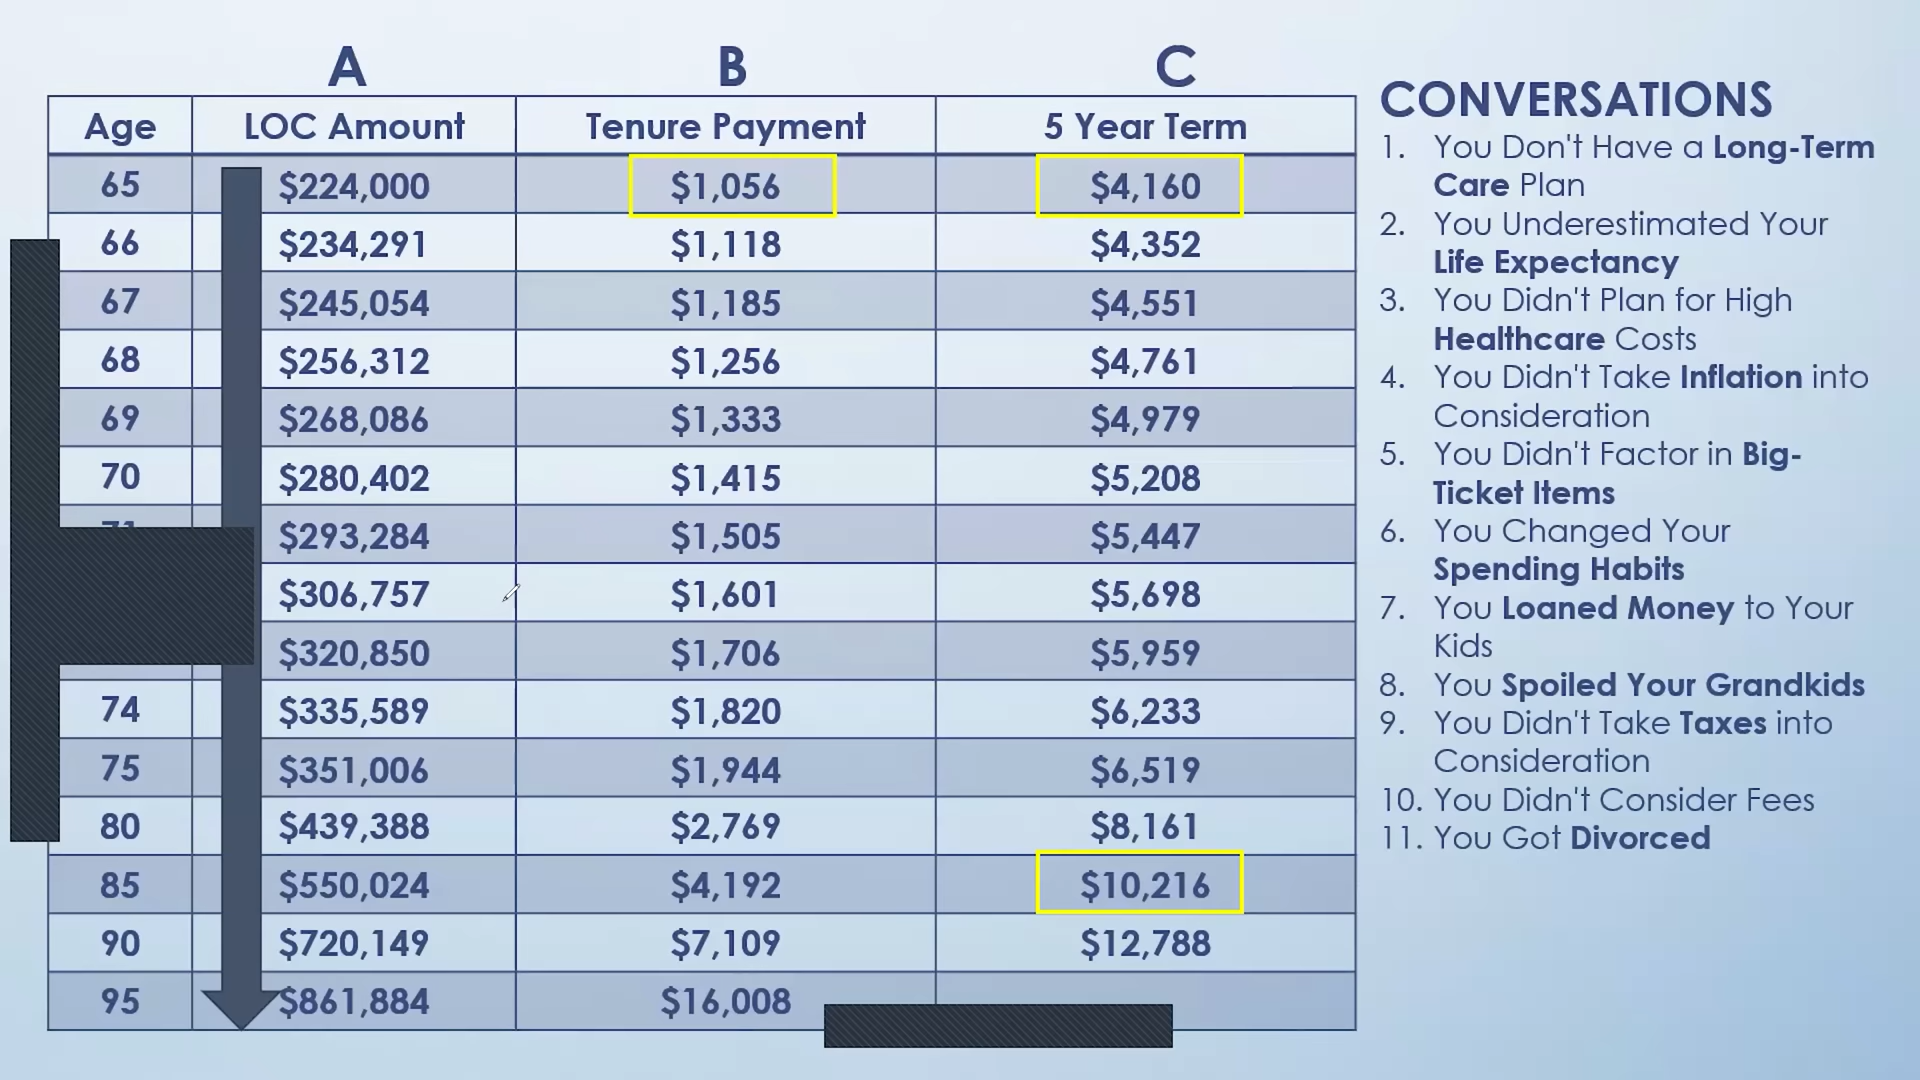 A B C
Age LOC Amount Tenure Payment 5 Year Term
65 $224,000 $1,056 $4,160
66 $234,291 $1,118 $4,352
67 $245,054 $1,185 $4,551
68 $256,312 $1,256 $4,761
69 $268,086 $1,333 $4,979
70 $280,402 $1,415 $5,208
$293,284 $1,505 $5,447
$306,757 $1,601 $5,698
$320,850 $1,706 $5,959
74 $335,589 $1,820 $6,233
75 $351,006 $1,944 $6,519
80 $439,388 $2,769 $8,161
85 $550,024 $4,192 $10,216
90 $720,149 $7,109 $12,788
95 $861,884 $16,008
CONVERSATIONS
1. You Don't Have a Long-Term
Care Plan
2. You Underestimated Your
Life Expectancy
3. You Didn't Plan for High
Healthcare Costs
4. You Didn't Take Inflation into
Consideration
5. You Didn't Factor in Big-
Ticket Items
6. You Changed Your
Spending Habits
7. You Loaned Money to Your
Kids
8. You Spoiled Your Grandkids
9. You Didn't Take Taxes into
Consideration
10. You Didn't Consider Fees
11. You Got Divorced